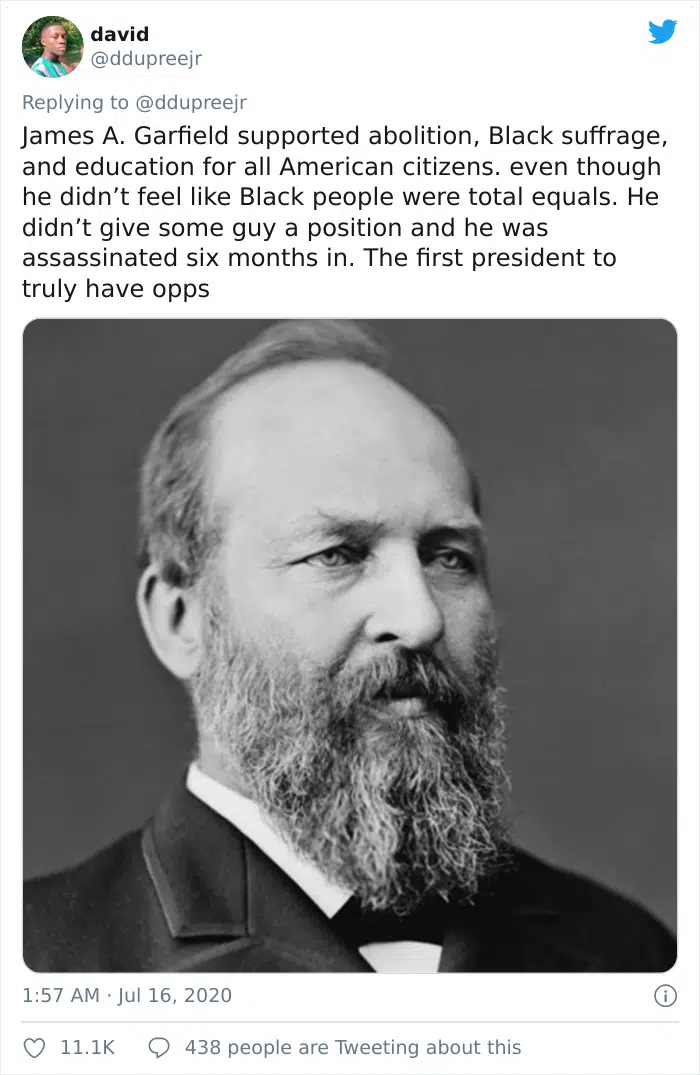 david
@ddupreejr
Replying to @ddupreejr
James A. Garfield supported abolition, Black suffrage,
and education for all American citizens. even though
he didn’t feel like Black people were total equals. He
didn’t give some guy a position and he was
assassinated six months in. The first president to
truly have opps
1:57 AM · Jul 16, 2020
11.1K
438 people are Tweeting about this